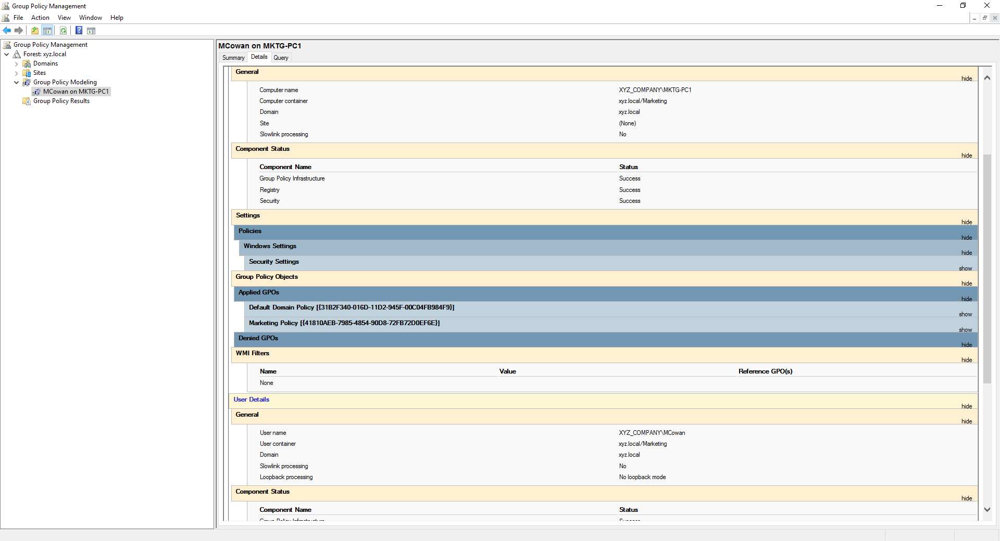 Group Policy Management
File Action View Window Help
Group Policy Management
Forest: xyz.local
Domains
Sites
Group Policy Modeling
MCowan on MKTG-PC1
Group Policy Results
MCowan on MKTG-PC1
Summary Details Query
General
hide
Computer name XYZ_COMPANY\MKTG-PC1
Computer container xyz.local/Marketing
Domain xyz.local
Site (None)
Slowlink processing No
Component Status
hide
Component Name Status
Group Policy Infrastructure Success
Registry Success
Security Success
Settings
hide
Policies
hide
Windows Settings
hide
Security Settings
show
Group Policy Objects
hide
Applied GPOs
hide
Default Domain Policy [{31B2F340-016D-11D2-945F-00C04FB984F9}]
show
Marketing Policy [{41810AEB-7985-4854-90D8-72FB72D0EF6E}]
show
Denied GPOs
hide
WMI Filters
hide
Name Value Reference GPO(s)
None
User Details
hide
General
hide
User name XYZ_COMPANY\MCowan
User container xyz.local/Marketing
Domain xyz.local
Slowlink processing No
Loopback processing No loopback mode
Component Status
hide
Component Name Status
Group Policy Infrastructure Success